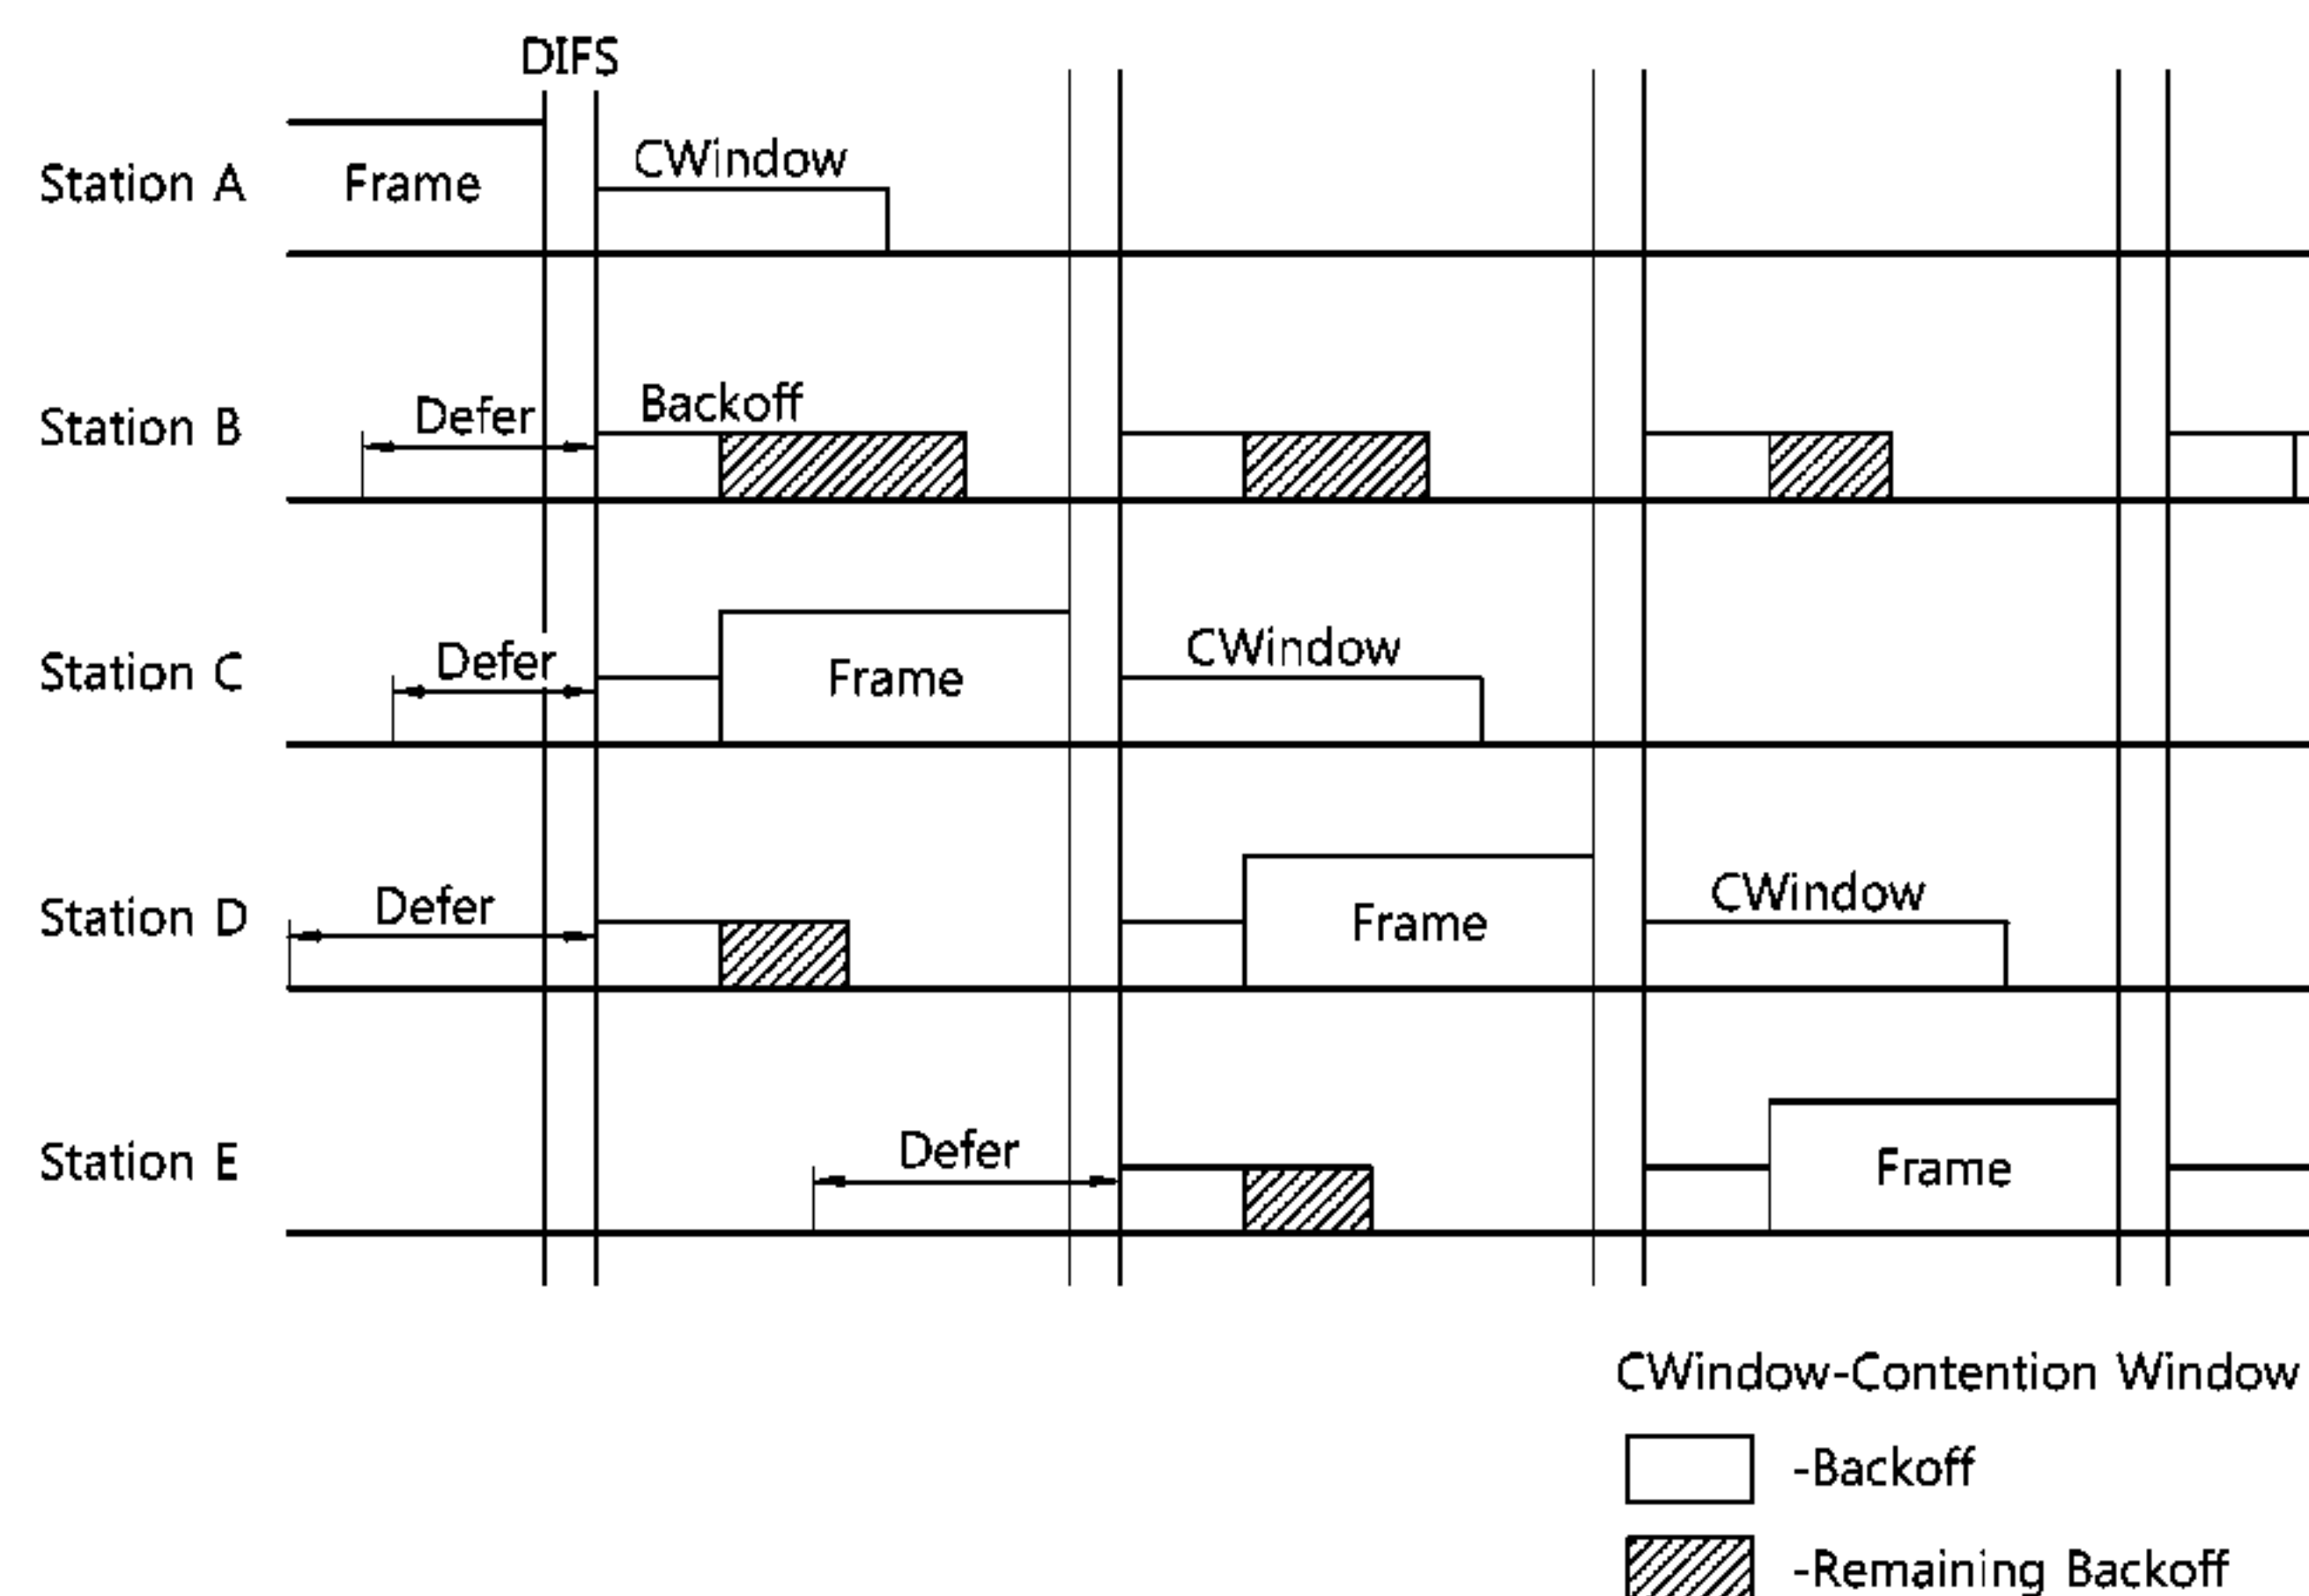 DIFS
Station A
Frame
CWindow
Station B
Defer
Backoff
Station C
Defer
Frame
CWindow
Station D
Defer
Frame
CWindow
Station E
Defer
Frame
CWindow-Contention Window
-Backoff
-Remaining Backoff